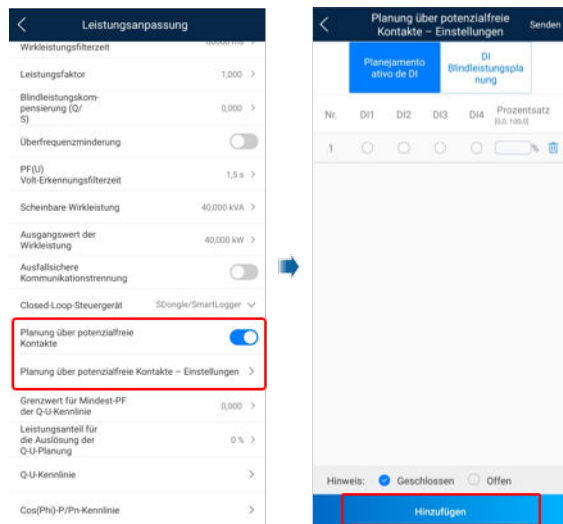 Leistungsanpassung
Wirkleistungsfilterzeit
Leistungsfaktor 1,000
Blindleistungskom-
pensierung (Q/
S) 0,000
Überfrequenzminderung
PF(U)
Volt-Erkennungsfilterzeit 1,5 s
Scheinbare Wirkleistung 40,000 kVA
Ausgangswert der
Wirkleistung 40,000 kW
Ausfallsichere
Kommunikationstrennung
Closed-Loop-Steuergerät SDongle/SmartLogger
Planung über potenzialfreie
Kontakte
Planung über potenzialfreie Kontakte – Einstellungen
Grenzwert für Mindest-PF
der Q-U-Kennlinie 0,000
Leistungsanteil für
die Auslösung der
Q-U-Planung 0 %
Q-U-Kennlinie
Cos(Phi)-P/Pn-Kennlinie
Planung über potenzialfreie
Kontakte – Einstellungen
Senden
Planejamento
ativo de DI
DI
Blindleistungspla
nung
Nr. DI1 DI2 DI3 DI4 Prozentsatz
[0,0, 100,0]
1 %
Hinweis: Geschlossen Offen
Hinzufügen